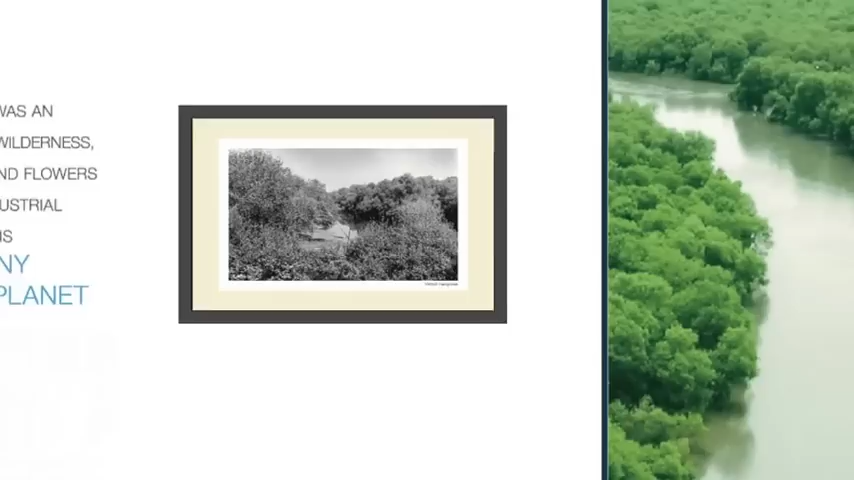 WAS AN
WILDERNESS,
ND FLOWERS
USTRIAL
IS
NY
PLANET